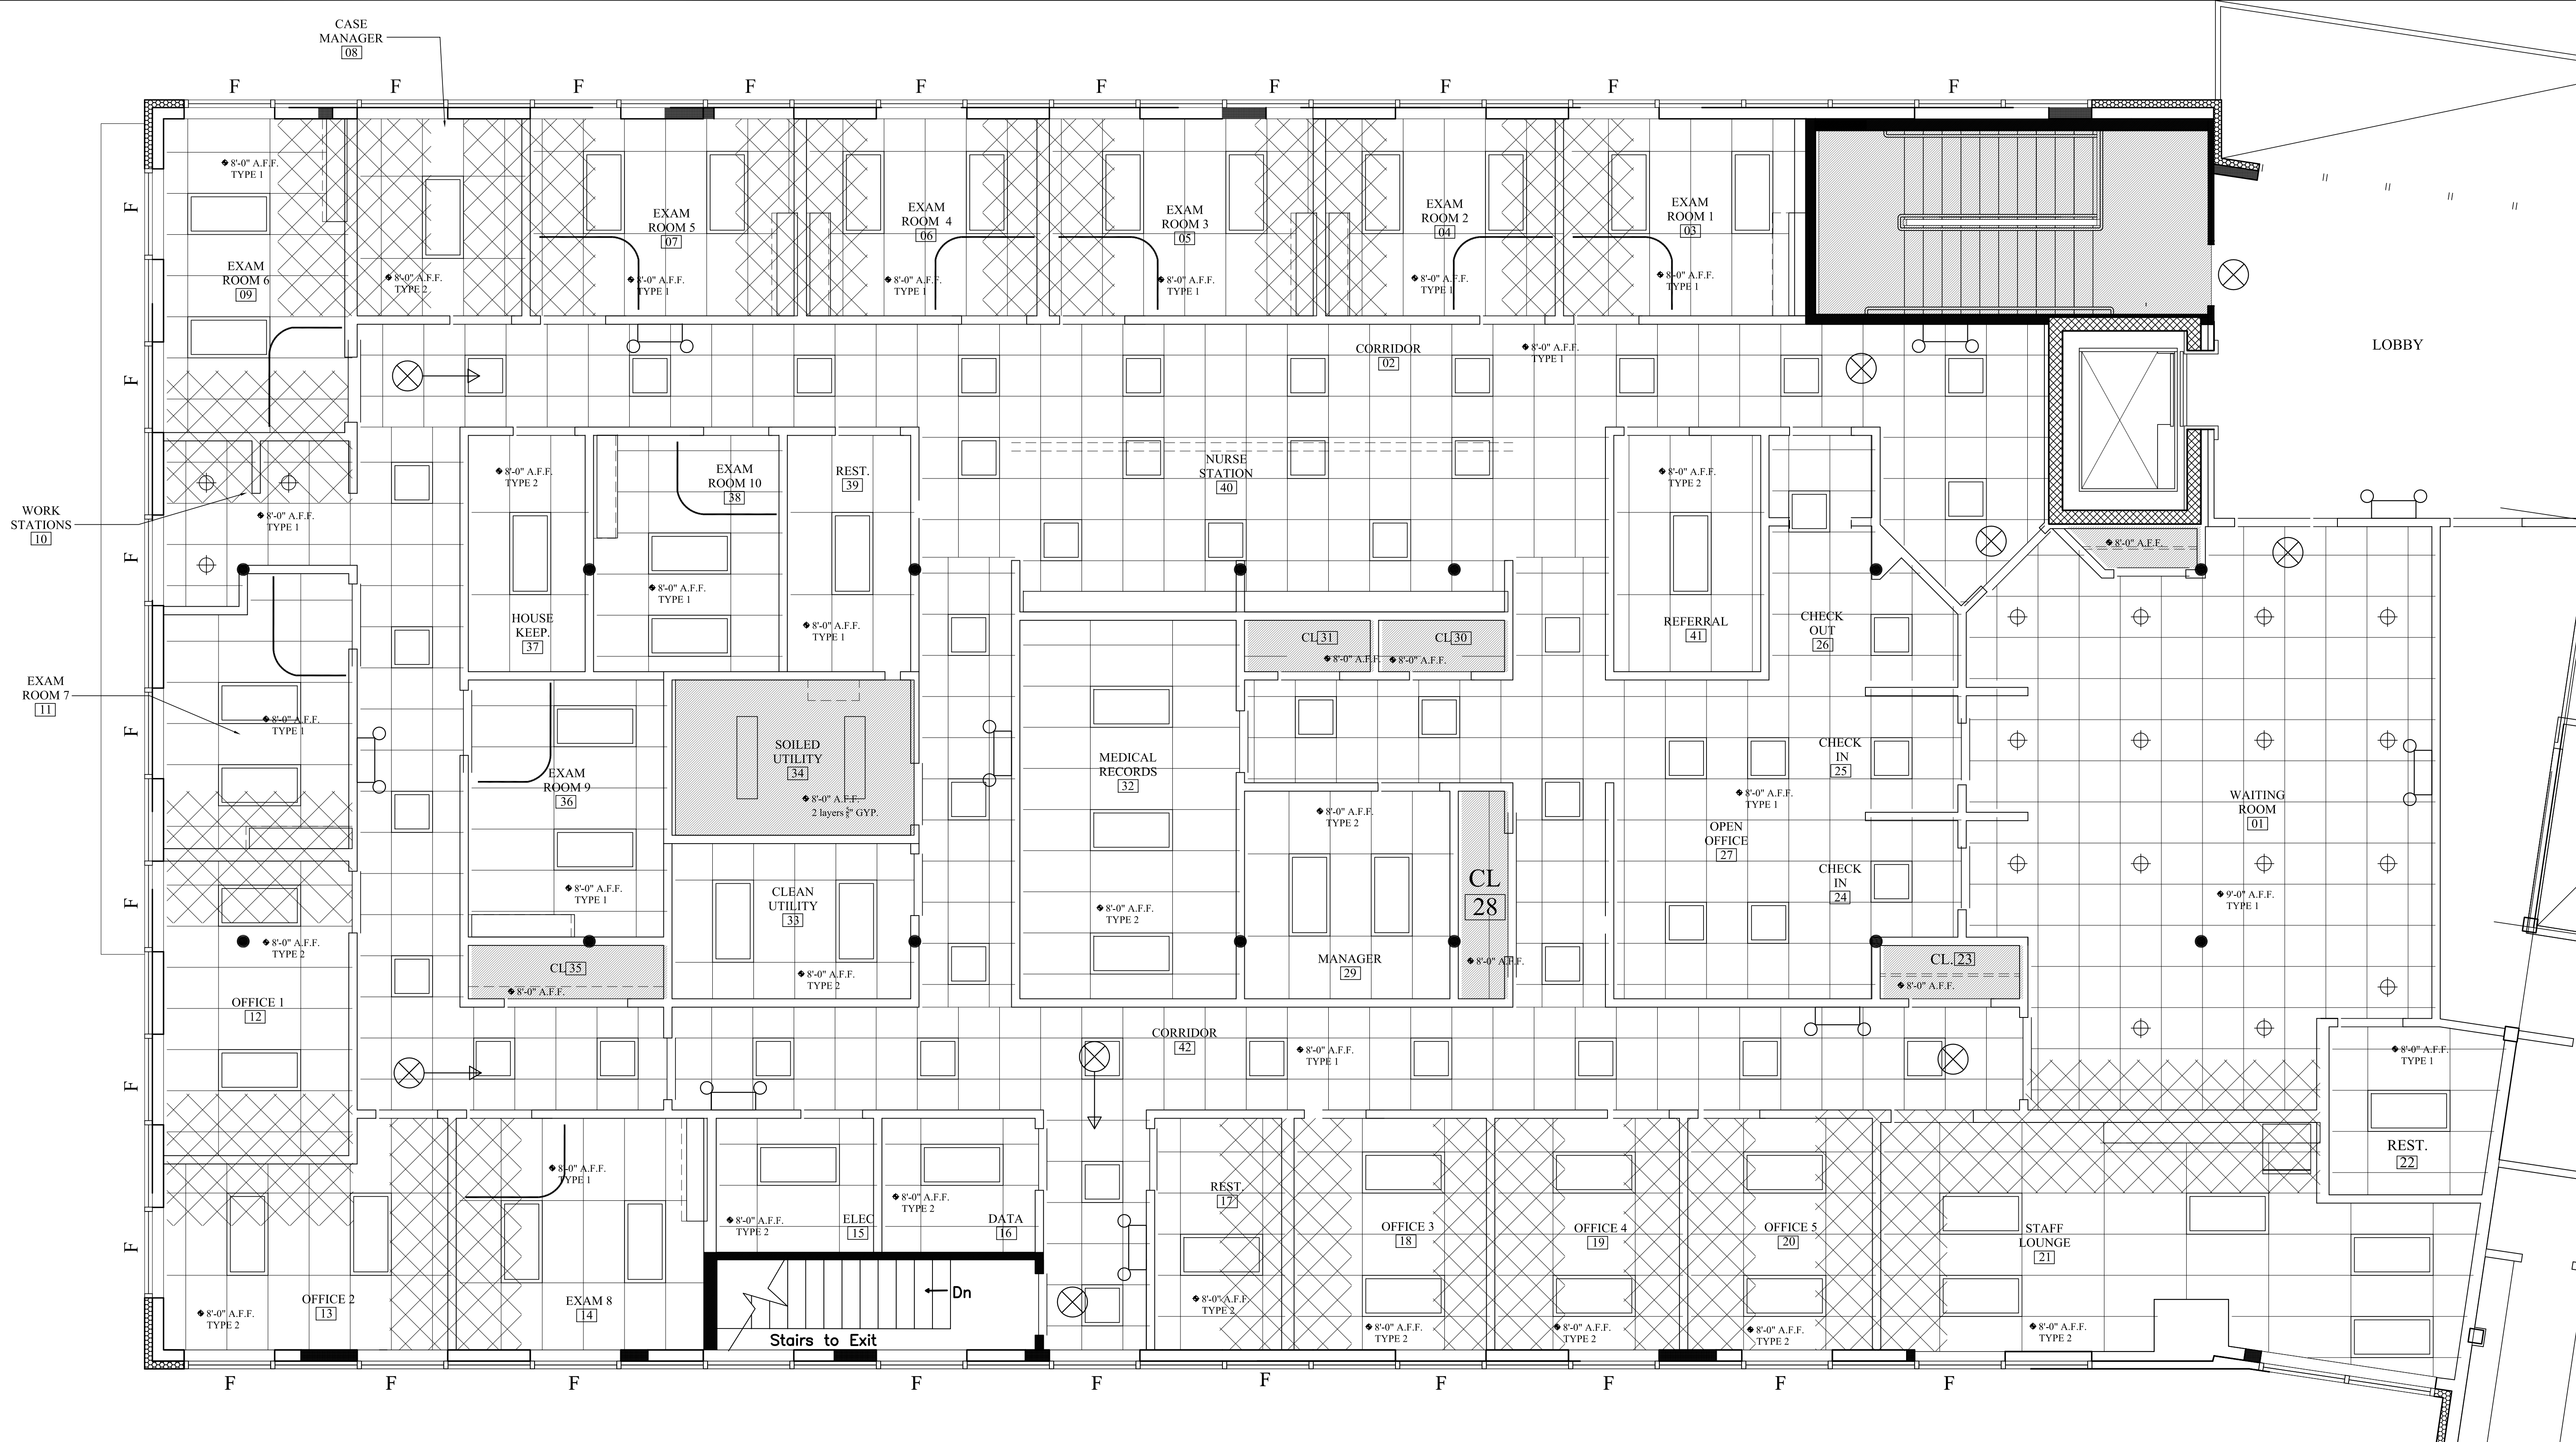 CASE
MANAGER
08
F F F F F F F F F F
8'-0" A.F.F.
TYPE 1
F
EXAM
ROOM 6
09
8'-0" A.F.F.
TYPE 2
EXAM
ROOM 5
07
8'-0" A.F.F.
TYPE 1
EXAM
ROOM 4
06
8'-0" A.F.F.
TYPE 1
EXAM
ROOM 3
05
8'-0" A.F.F.
TYPE 1
EXAM
ROOM 2
04
8'-0" A.F.F.
TYPE 1
EXAM
ROOM 1
03
8'-0" A.F.F.
TYPE 1
LOBBY
CORRIDOR
02
8'-0" A.F.F.
TYPE 1
F
WORK
STATIONS
10
8'-0" A.F.F.
TYPE 1
F
8'-0" A.F.F.
TYPE 2
HOUSE
KEEP.
37
EXAM
ROOM 10
38
8'-0" A.F.F.
TYPE 1
REST.
39
8'-0" A.F.F.
TYPE 1
NURSE
STATION
40
8'-0" A.F.F.
TYPE 2
REFERRAL
41
CHECK
OUT
26
8'-0" A.F.F.
CL 31
8'-0" A.F.F.
CL 30
8'-0" A.F.F.
EXAM
ROOM 7
11
8'-0" A.F.F.
TYPE 1
F
EXAM
ROOM 9
36
8'-0" A.F.F.
TYPE 1
SOILED
UTILITY
34
8'-0" A.F.F.
2 layers 5/8" GYP.
MEDICAL
RECORDS
32
8'-0" A.F.F.
TYPE 2
8'-0" A.F.F.
TYPE 2
MANAGER
29
CL
28
8'-0" A.F.F.
CHECK
IN
25
8'-0" A.F.F.
TYPE 1
OPEN
OFFICE
27
CHECK
IN
24
WAITING
ROOM
01
9'-0" A.F.F.
TYPE 1
F
8'-0" A.F.F.
TYPE 2
OFFICE 1
12
CL 35
8'-0" A.F.F.
CLEAN
UTILITY
33
8'-0" A.F.F.
TYPE 2
CL. 23
8'-0" A.F.F.
CORRIDOR
42
8'-0" A.F.F.
TYPE 1
F
8'-0" A.F.F.
TYPE 1
REST.
22
F
8'-0" A.F.F.
TYPE 2
OFFICE 2
13
8'-0" A.F.F.
TYPE 1
EXAM 8
14
8'-0" A.F.F.
TYPE 2
ELEC
15
8'-0" A.F.F.
TYPE 2
DATA
16
Dn
Stairs to Exit
REST.
17
8'-0" A.F.F.
TYPE 2
OFFICE 3
18
8'-0" A.F.F.
TYPE 2
OFFICE 4
19
8'-0" A.F.F.
TYPE 2
OFFICE 5
20
8'-0" A.F.F.
TYPE 2
STAFF
LOUNGE
21
8'-0" A.F.F.
TYPE 2
F F F F F F F F F F